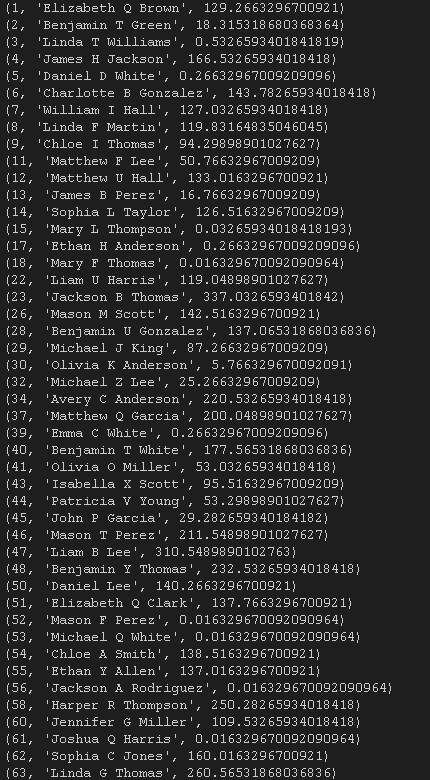 (1, 'Elizabeth Q Brown', 129.2663296700921)
(2, 'Benjamin T Green', 18.315318680368364)
(3, 'Linda T Williams', 0.5326593401841819)
(4, 'James H Jackson', 166.53265934018418)
(5, 'Daniel D White', 0.26632967009209096)
(6, 'Charlotte B Gonzalez', 143.78265934018418)
(7, 'William I Hall', 127.03265934018418)
(8, 'Linda F Martin', 119.83164835046045)
(9, 'Chloe I Thomas', 94.29898901027627)
(11, 'Matthew F Lee', 50.76632967009209)
(12, 'Matthew U Hall', 133.0163296700921)
(13, 'James B Perez', 16.766329670009209)
(14, 'Sophia L Taylor', 126.51632967009209)
(15, 'Mary L Thompson', 0.03265934018418193)
(17, 'Ethan H Anderson', 0.26632967009209096)
(18, 'Mary F Thomas', 0.016329670092090964)
(22, 'Liam U Harris', 119.04898901027627)
(23, 'Jackson B Thomas', 337.0326593401842)
(26, 'Mason M Scott', 142.5163296700921)
(28, 'Benjamin U Gonzalez', 137.06531868036836)
(29, 'Michael J King', 87.26632967009209)
(30, 'Olivia K Anderson', 5.766329670092091)
(32, 'Michael Z Lee', 25.26632967009209)
(34, 'Avery C Anderson', 220.53265934018418)
(37, 'Matthew Q Garcia', 200.04898901027627)
(39, 'Emma C White', 0.26632967009209096)
(40, 'Benjamin T White', 177.56531868036836)
(41, 'Olivia O Miller', 53.03265934018418)
(43, 'Isabella X Scott', 95.51632967009209)
(44, 'Patricia V Young', 53.29898901027627)
(45, 'John P Garcia', 29.282659340184182)
(46, 'Mason T Perez', 211.54898901027627)
(47, 'Liam B Lee', 310.5489890102763)
(48, 'Benjamin Y Thomas', 232.53265934018418)
(50, 'Daniel Lee', 140.2663296700921)
(51, 'Elizabeth Q Clark', 137.7663296700921)
(52, 'Mason F Perez', 0.016329670092090964)
(53, 'Michael Q White', 0.016329670092090964)
(54, 'Chloe A Smith', 138.5163296700921)
(55, 'Ethan Y Allen', 137.0163296700921)
(56, 'Jackson A Rodriguez', 0.016329670092090964)
(58, 'Harper R Thompson', 250.28265934018418)
(60, 'Jennifer G Miller', 109.53265934018418)
(61, 'Joshua Q Harris', 0.016329670092090964)
(62, 'Sophia C Jones', 160.0163296700921)
(63, 'Linda G Thomas', 260.56531868036836)